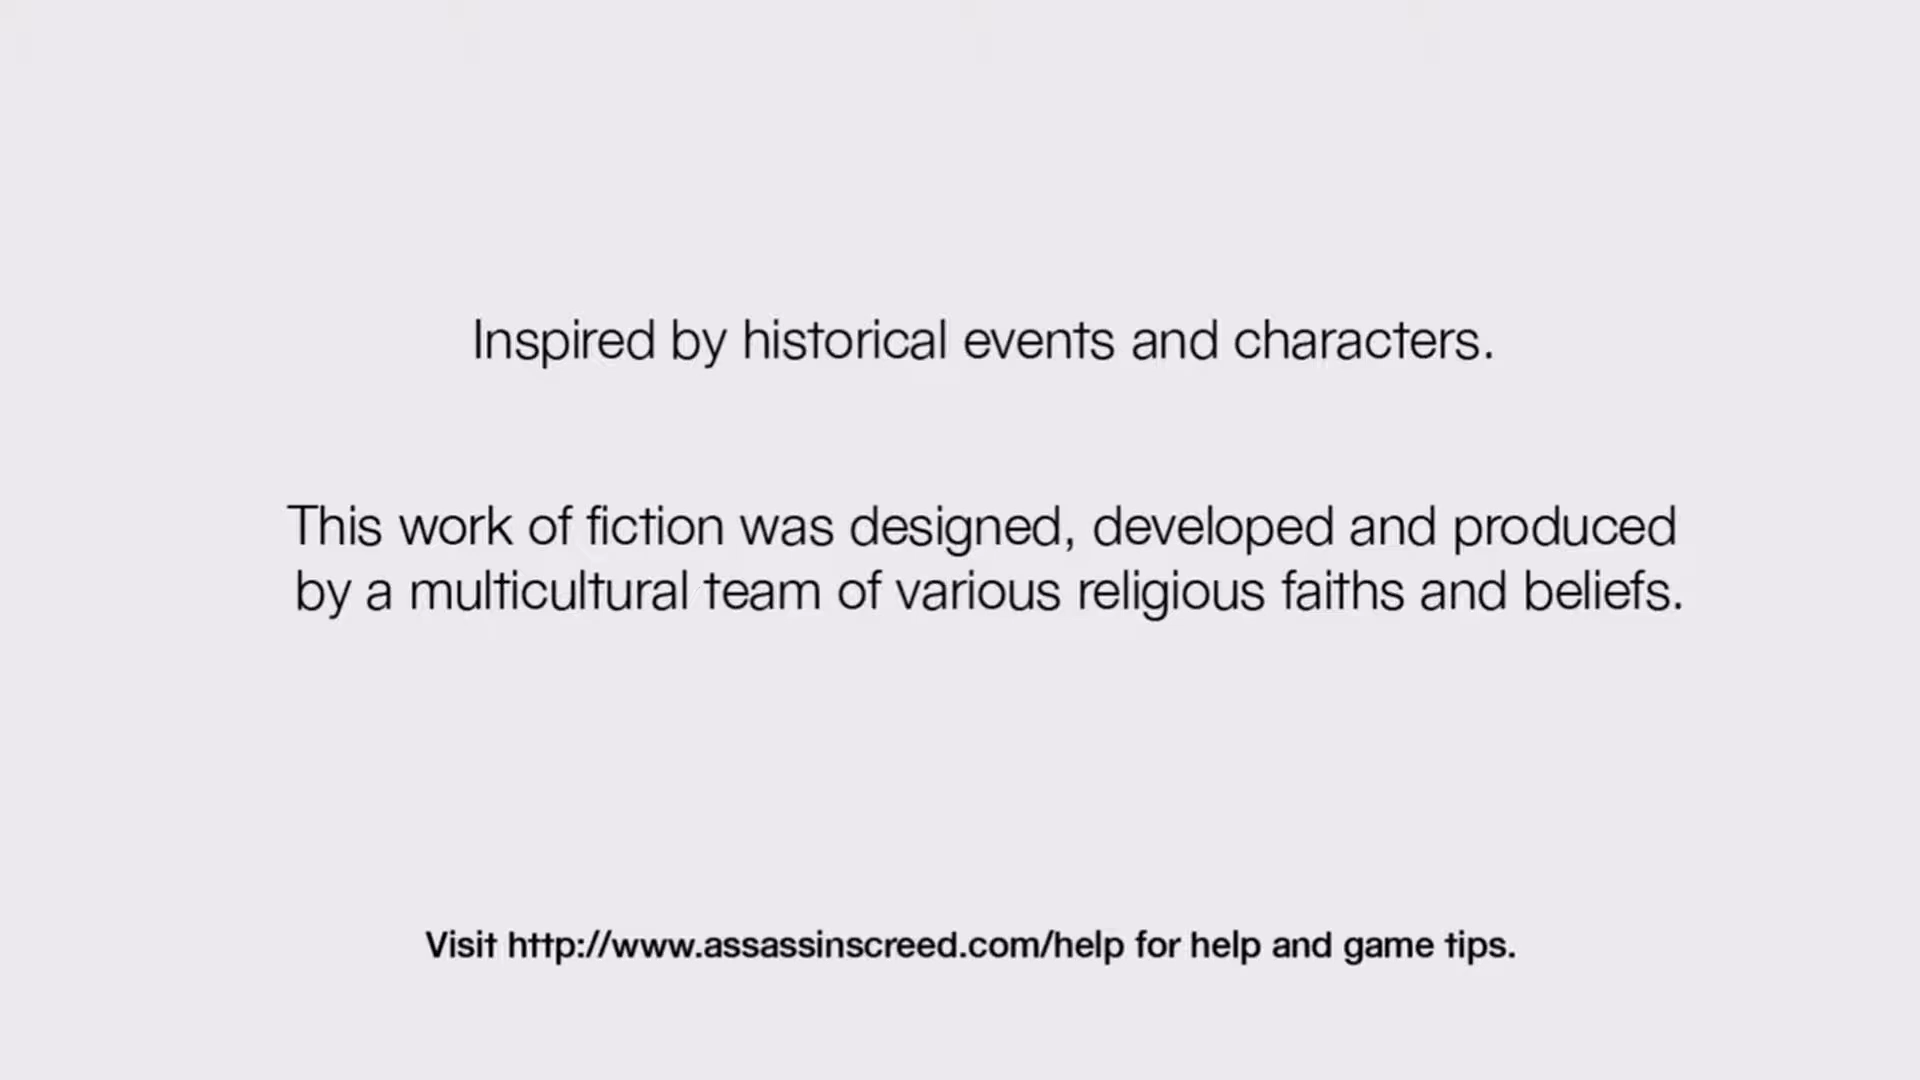 Inspired by historical events and characters.
This work of fiction was designed, developed and produced
by a multicultural team of various religious faiths and beliefs.
Visit http://www.assassinscreed.com/help for help and game tips.